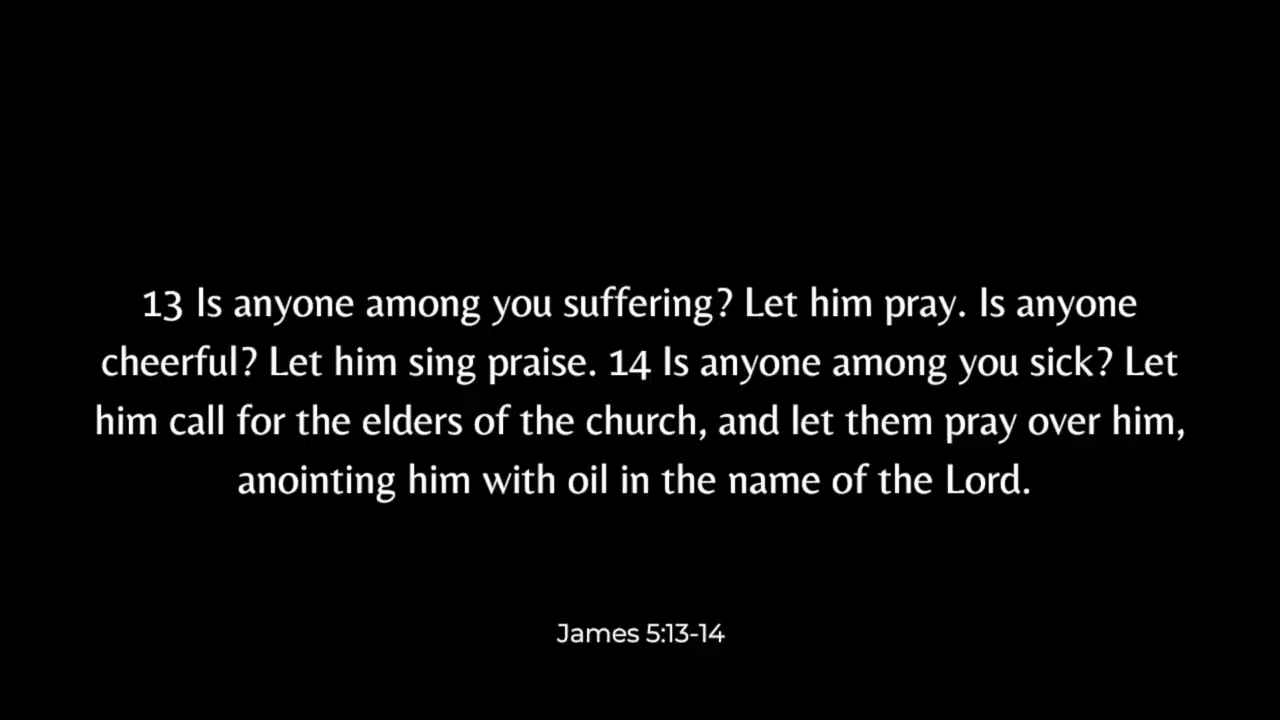 13 Is anyone among you suffering? Let him pray. Is anyone
cheerful? Let him sing praise. 14 Is anyone among you sick? Let
him call for the elders of the church, and let them pray over him,
anointing him with oil in the name of the Lord.
James 5:13-14